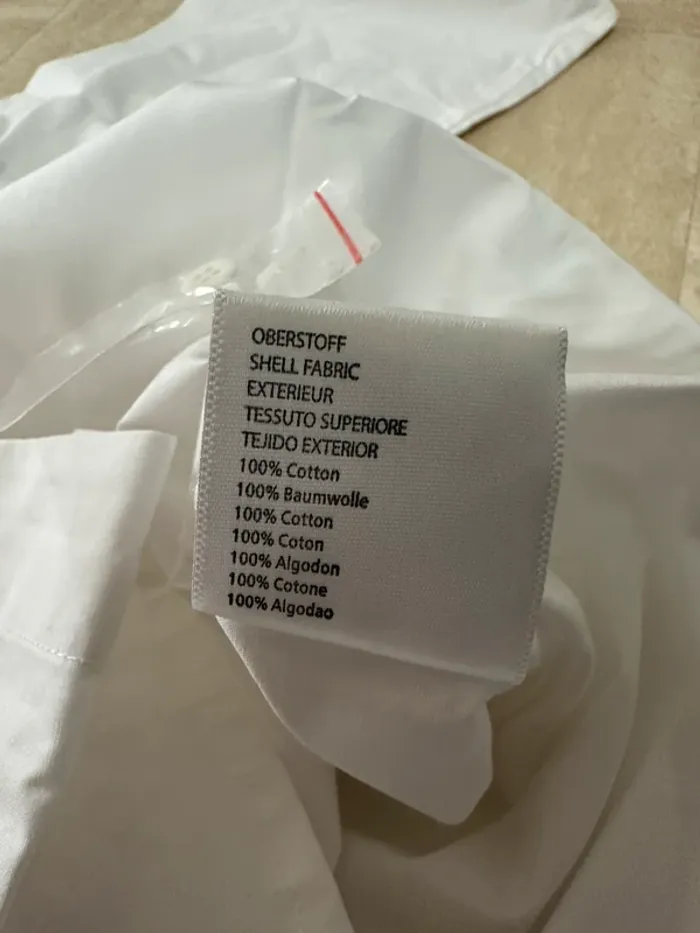 OBERSTOFF
SHELL FABRIC
EXTERIEUR
TESSUTO SUPERIORE
TEJIDO EXTERIOR
100% Cotton
100% Baumwolle
100% Cotton
100% Coton
100% Algodon
100% Cotone
100% Algodao